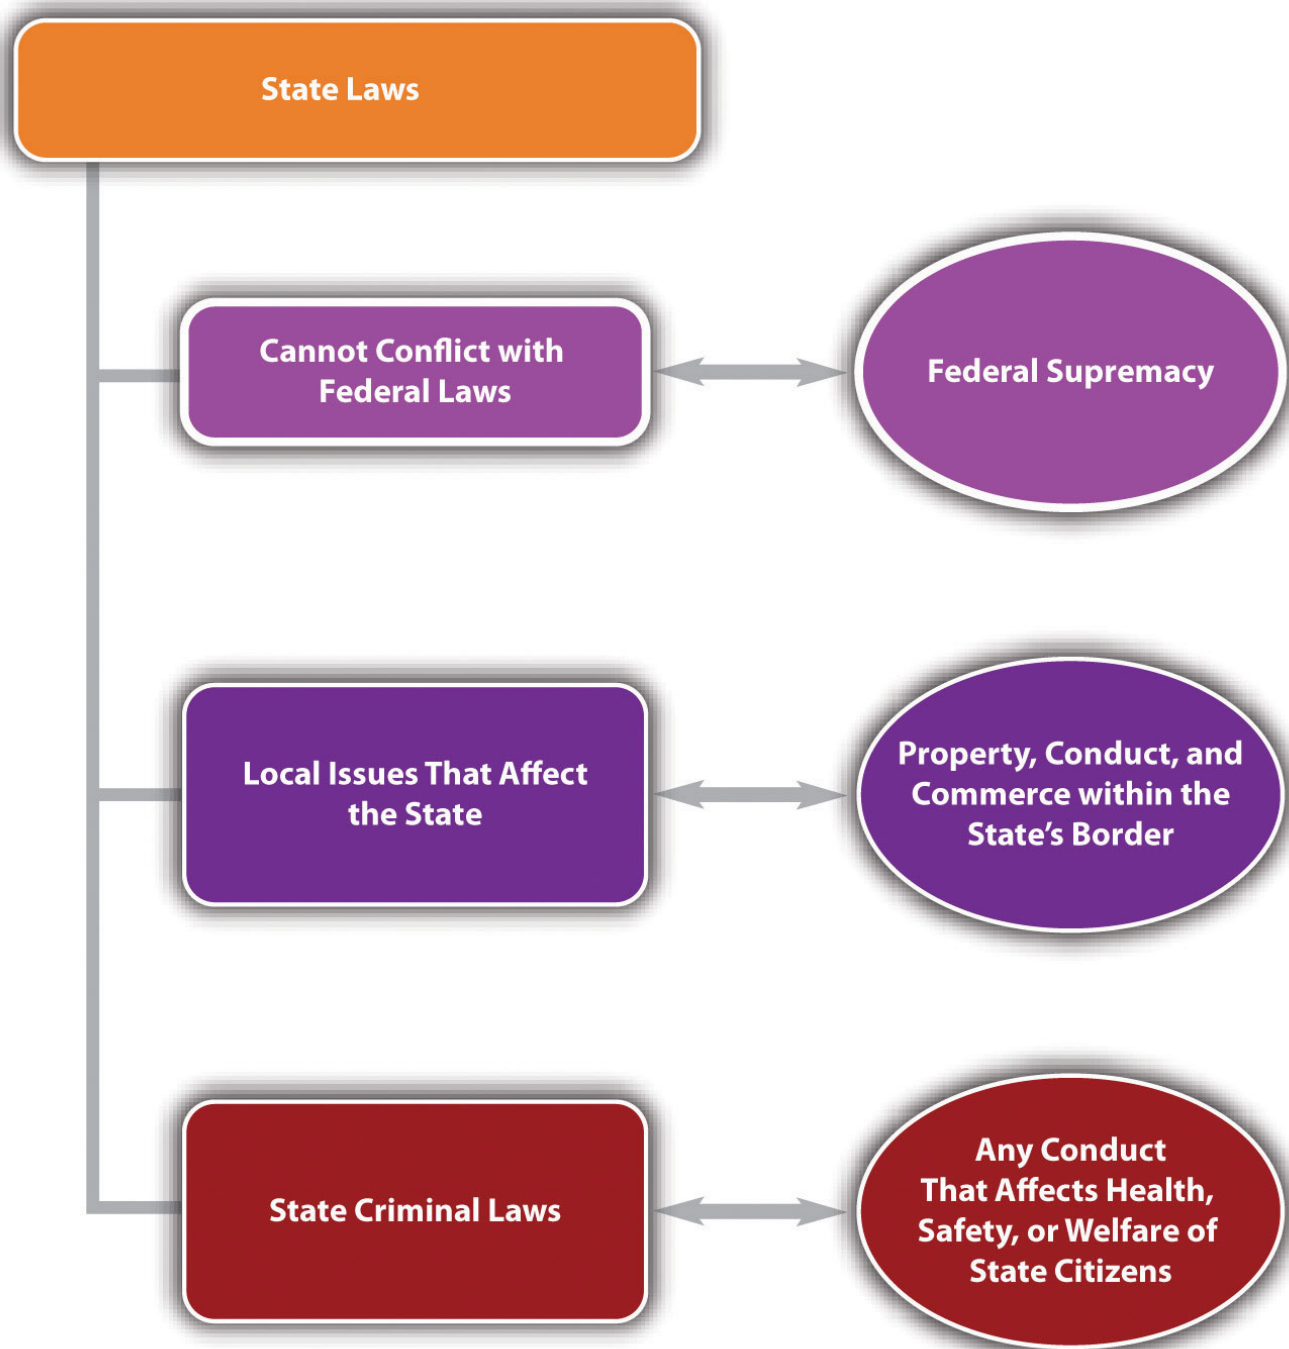 State Laws
Cannot Conflict with
Federal Laws
Federal Supremacy
Local Issues That Affect
the State
Property, Conduct, and
Commerce within the
State’s Border
State Criminal Laws
Any Conduct
That Affects Health,
Safety, or Welfare of
State Citizens